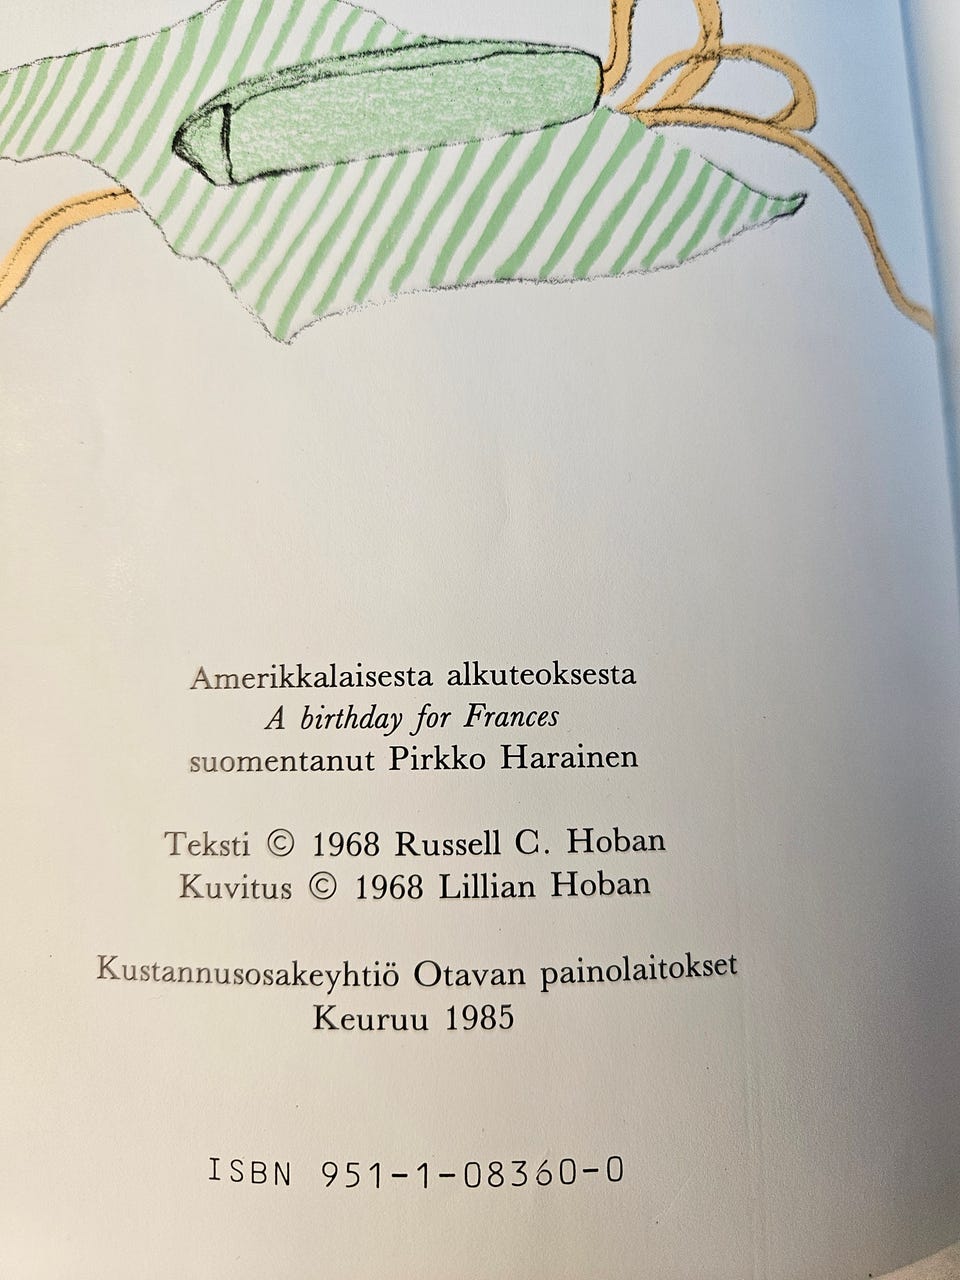 Amerikkalaisesta alkuteoksesta
A birthday for Frances
suomentanut Pirkko Harainen
Teksti © 1968 Russell C. Hoban
Kuvitus © 1968 Lillian Hoban
Kustannusosakeyhtiö Otavan painolaitokset
Keuruu 1985
ISBN 951-1-08360-0